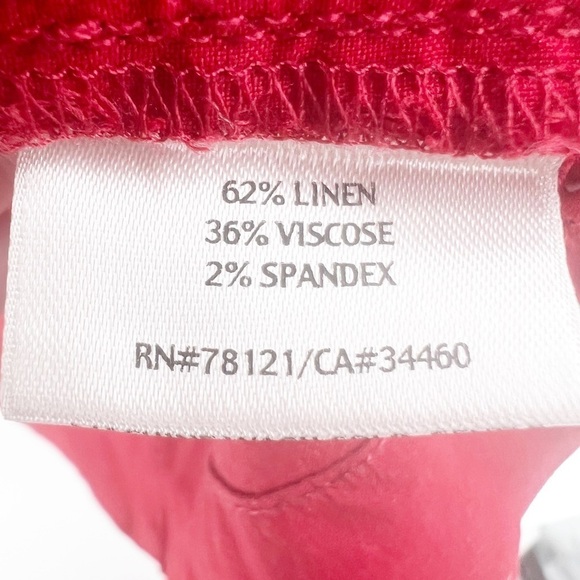 62% LINEN
36% VISCOSE
2% SPANDEX
RN#78121/CA#34460